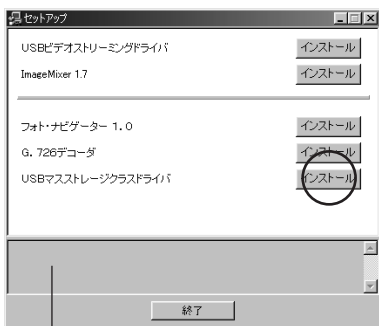 セットアップ
USBビデオストリーミングドライバ
インストール
ImageMixer 1.7
インストール
フォト・ナビゲーター 1.0
インストール
G.726デコーダ
インストール
USBマスストレージクラスドライバ
インストール
終了